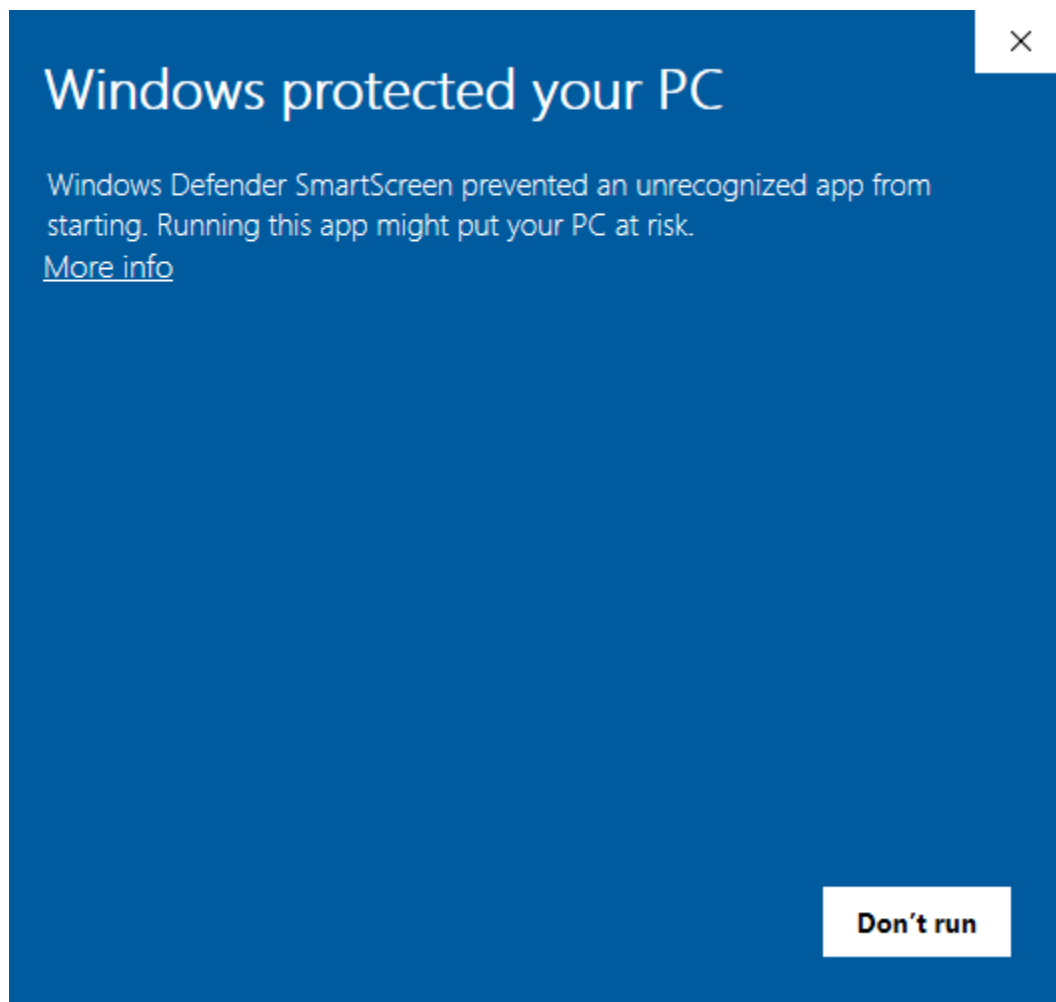 Windows protected your PC
Windows Defender SmartScreen prevented an unrecognized app from
starting. Running this app might put your PC at risk.
More info
Don’t run